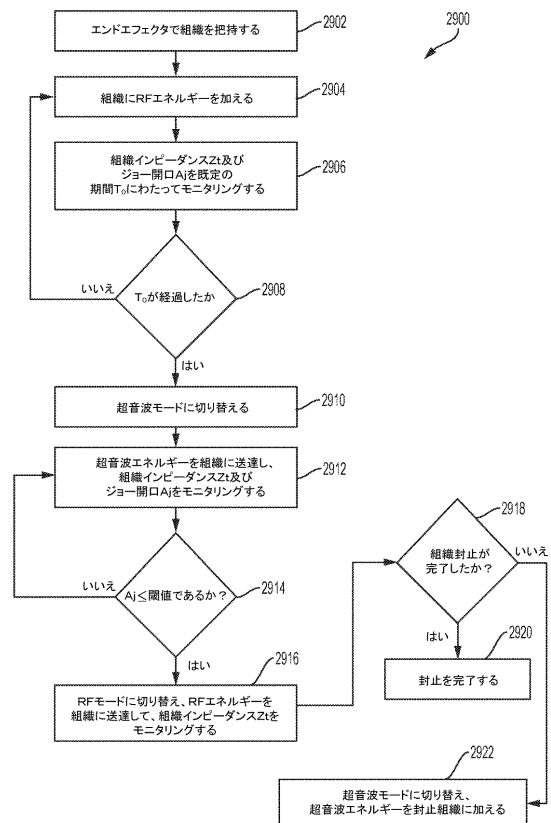 2900
エンドエフェクタで組織を把持する
2902
組織にRFエネルギーを加える
2904
組織インピーダンスZt及び
ジョー開口Ajを既定の
期間T₀にわたってモニタリングする
2906
T₀が経過したか
2908
いいえ
はい
超音波モードに切り替える
2910
超音波エネルギーを組織に送達し、
組織インピーダンスZt及び
ジョー開口Ajをモニタリングする
2912
Aj≦閾値であるか?
2914
いいえ
はい
RFモードに切り替え、RFエネルギーを
組織に送達して、組織インピーダンスZtを
モニタリングする
2916
組織封止が
完了したか?
2918
いいえ
はい
封止を完了する
2920
超音波モードに切り替え、
超音波エネルギーを封止組織に加える
2922